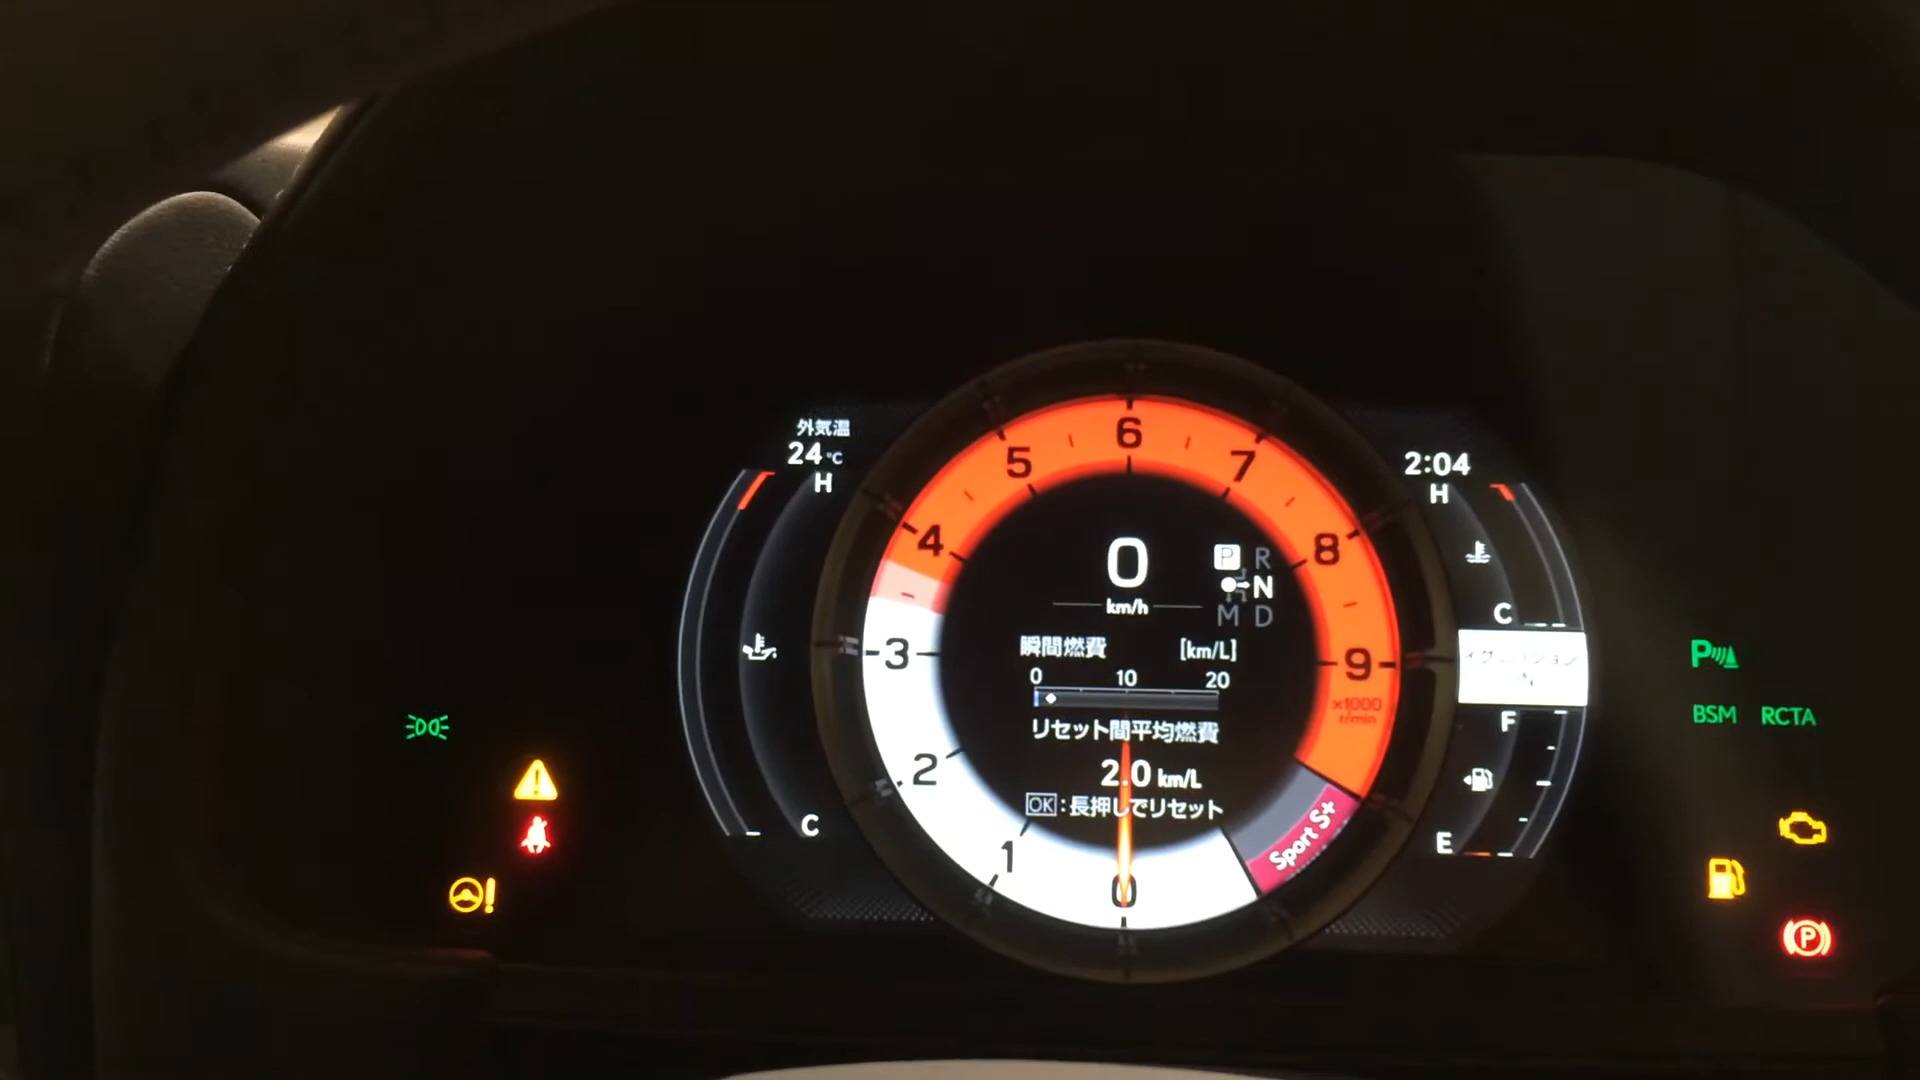 外気温
24°C
H
C
6
5
7
4
8
3
9
×1000
r/min
2
1
0
Sport S+
0
km/h
P R
N
M D
瞬間燃費 [km/L]
0 10 20
リセット間平均燃費
2.0 km/L
OK:長押しでリセット
2:04
H
C
F
E
P
BSM RCTA
P